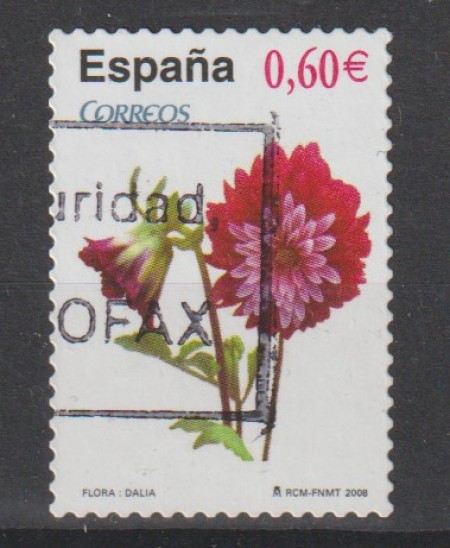 España 0,60€
CORREOS
uridad,
OFAX
FLORA : DALIA RCM-FNMT 2008